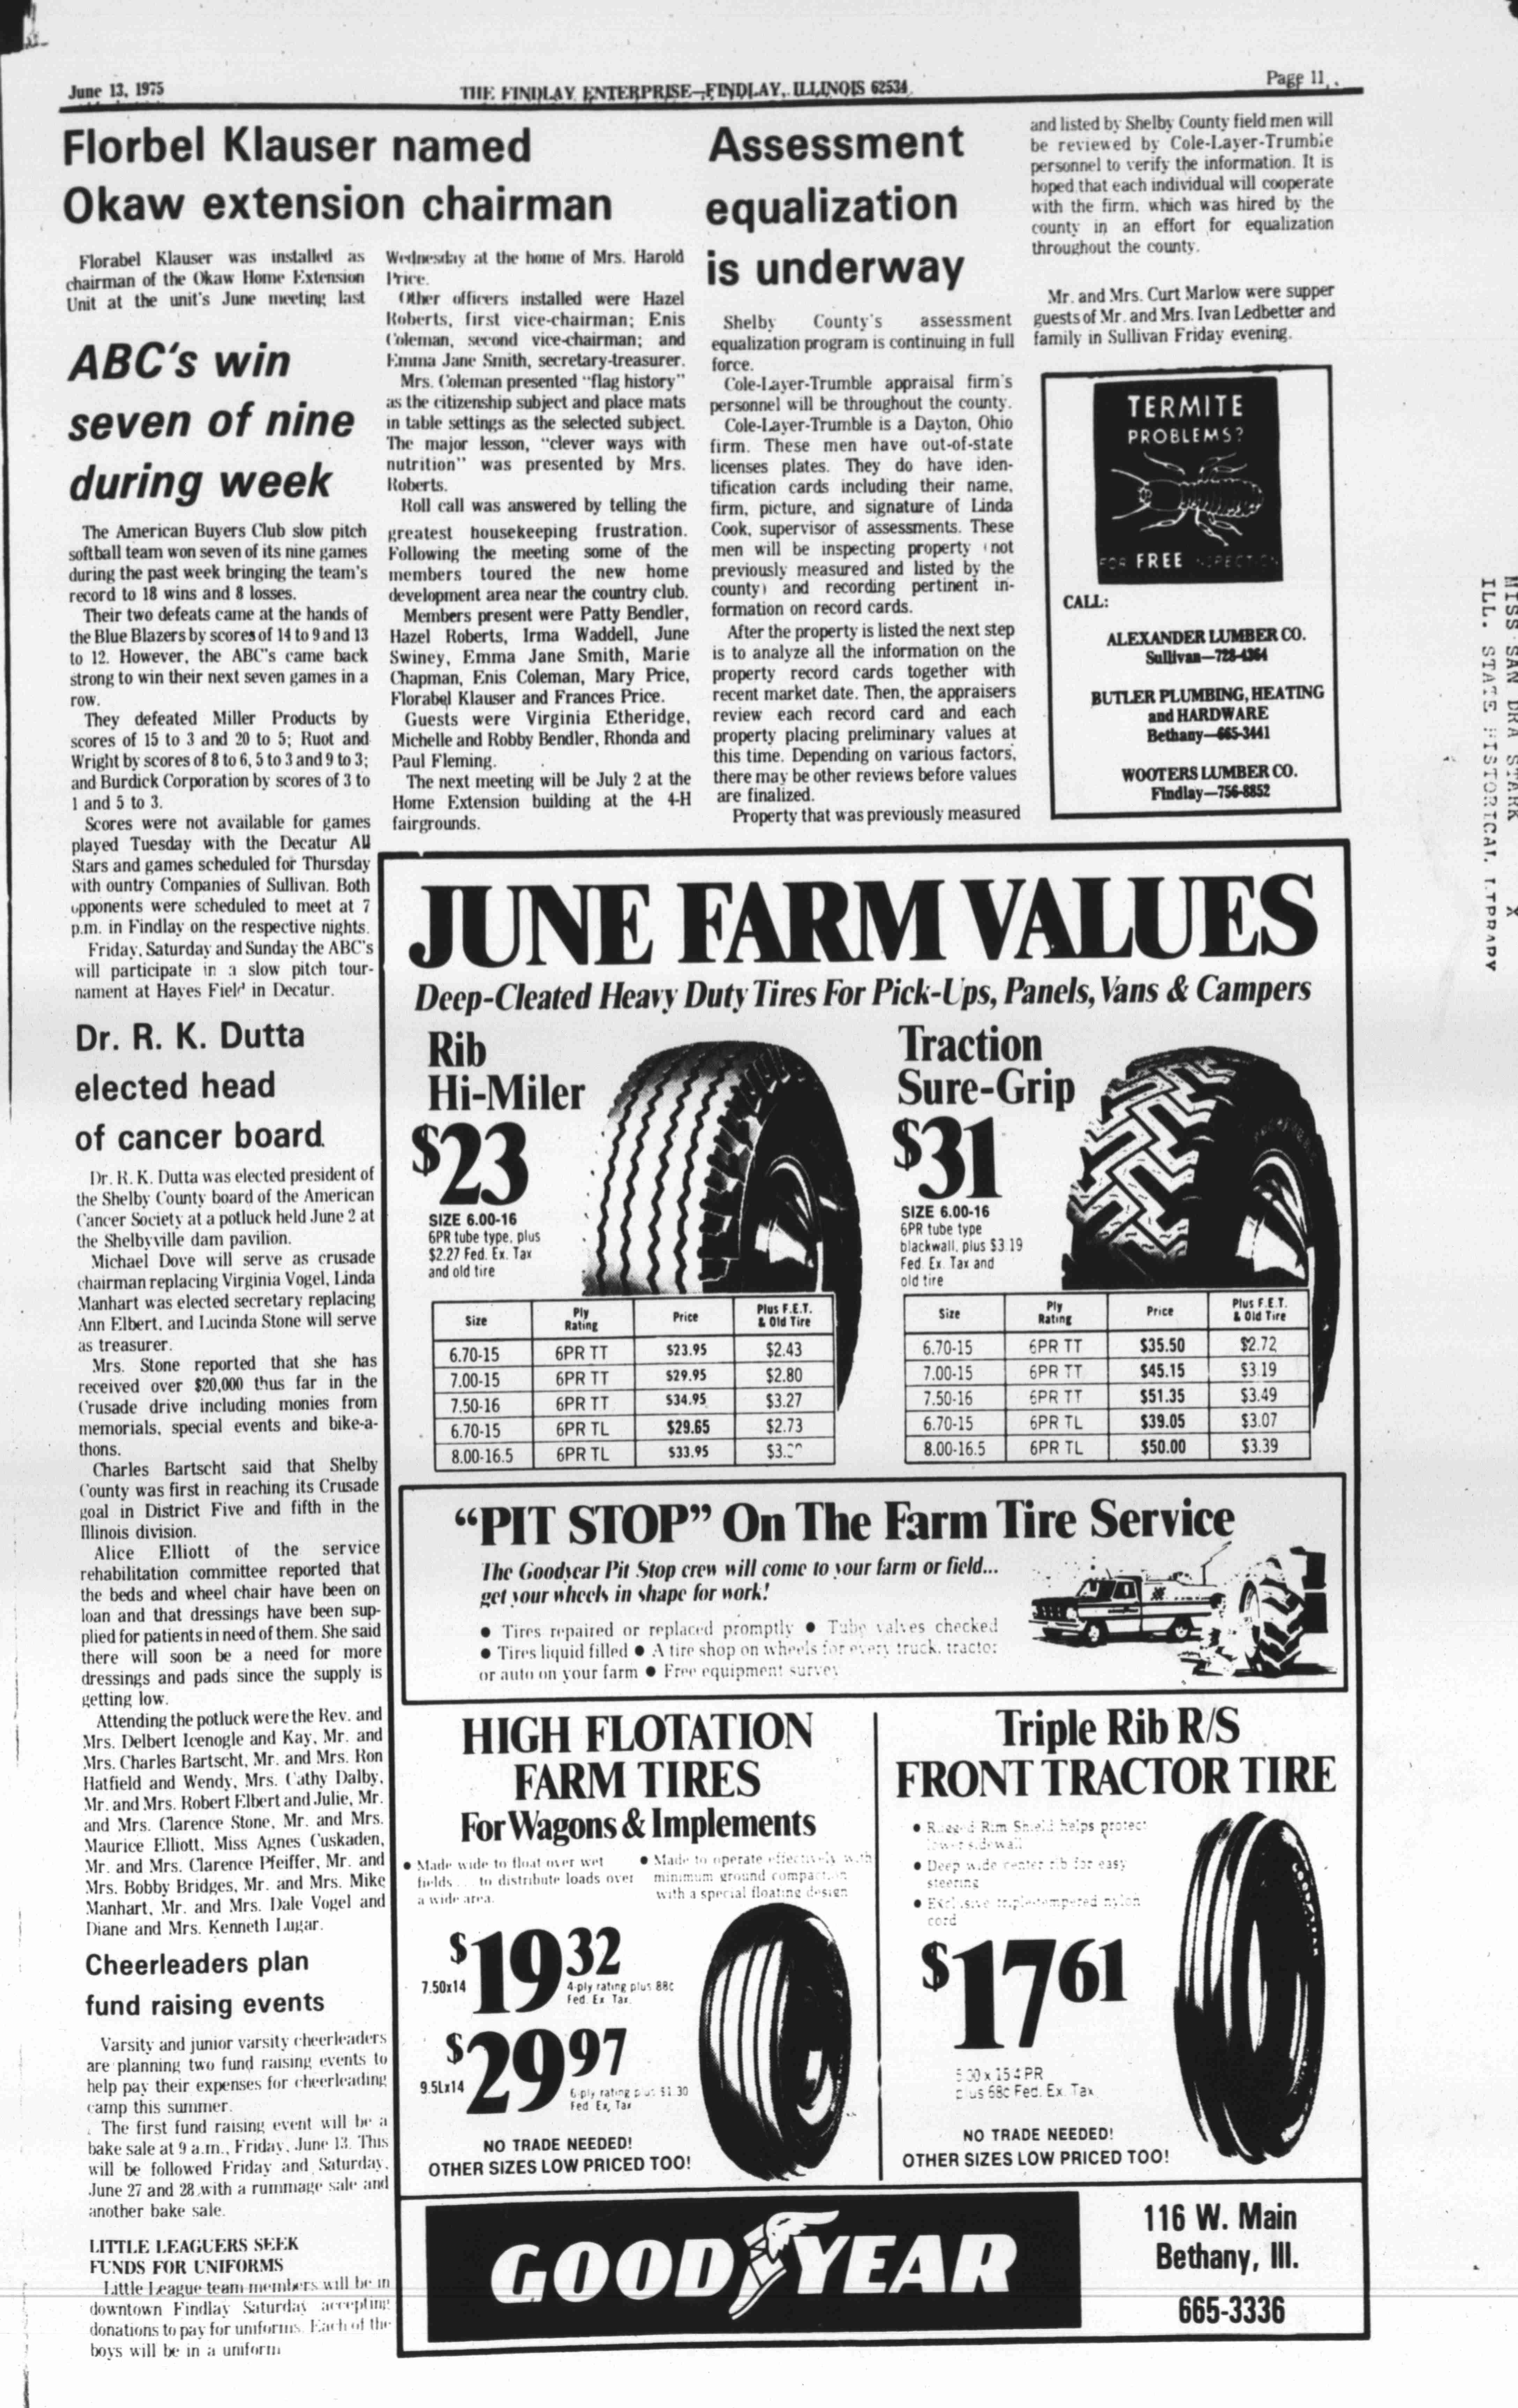 June 13, 1975
THE FINDLAY ENTERPRISE—FINDLAY, ILLINOIS 62534
Page 11
Florbel Klauser named
Okaw extension chairman
Florabel Klauser was installed as
chairman of the Okaw Home Extension
Unit at the unit's June meeting last
Wednesday at the home of Mrs. Harold
Price.
Other officers installed were Hazel
Roberts, first vice-chairman; Enis
Coleman, second vice-chairman; and
Emma Jane Smith, secretary-treasurer.
Mrs. Coleman presented "flag history"
as the citizenship subject and place mats
in table settings as the selected subject.
The major lesson, "clever ways with
nutrition" was presented by Mrs.
Roberts.
Roll call was answered by telling the
greatest housekeeping frustration.
Following the meeting some of the
members toured the new home
development area near the country club.
Members present were Patty Bendler,
Hazel Roberts, Irma Waddell, June
Swiney, Emma Jane Smith, Marie
Chapman, Enis Coleman, Mary Price,
Florabel Klauser and Frances Price.
Guests were Virginia Etheridge,
Michelle and Robby Bendler, Rhonda and
Paul Fleming.
The next meeting will be July 2 at the
Home Extension building at the 4-H
fairgrounds.
ABC's win
seven of nine
during week
The American Buyers Club slow pitch
softball team won seven of its nine games
during the past week bringing the team's
record to 18 wins and 8 losses.
Their two defeats came at the hands of
the Blue Blazers by scores of 14 to 9 and 13
to 12. However, the ABC's came back
strong to win their next seven games in a
row.
They defeated Miller Products by
scores of 15 to 3 and 20 to 5; Ruot and
Wright by scores of 8 to 6, 5 to 3 and 9 to 3;
and Burdick Corporation by scores of 3 to
1 and 5 to 3.
Scores were not available for games
played Tuesday with the Decatur All
Stars and games scheduled for Thursday
with ountry Companies of Sullivan. Both
opponents were scheduled to meet at 7
p.m. in Findlay on the respective nights.
Friday, Saturday and Sunday the ABC's
will participate in a slow pitch tour-
nament at Hayes Field in Decatur.
Dr. R. K. Dutta
elected head
of cancer board
Dr. R. K. Dutta was elected president of
the Shelby County board of the American
Cancer Society at a potluck held June 2 at
the Shelbyville dam pavilion.
Michael Dove will serve as crusade
chairman replacing Virginia Vogel, Linda
Manhart was elected secretary replacing
Ann Elbert, and Lucinda Stone will serve
as treasurer.
Mrs. Stone reported that she has
received over $20,000 thus far in the
Crusade drive including monies from
memorials, special events and bike-a-
thons.
Charles Bartscht said that Shelby
County was first in reaching its Crusade
goal in District Five and fifth in the
Illinois division.
Alice Elliott of the service
rehabilitation committee reported that
the beds and wheel chair have been on
loan and that dressings have been sup-
plied for patients in need of them. She said
there will soon be a need for more
dressings and pads since the supply is
getting low.
Attending the potluck were the Rev. and
Mrs. Delbert Icenogle and Kay, Mr. and
Mrs. Charles Bartscht, Mr. and Mrs. Ron
Hatfield and Wendy, Mrs. Cathy Dalby,
Mr. and Mrs. Robert Elbert and Julie, Mr.
and Mrs. Clarence Stone, Mr. and Mrs.
Maurice Elliott, Miss Agnes Cuskaden,
Mr. and Mrs. Clarence Pfeiffer, Mr. and
Mrs. Bobby Bridges, Mr. and Mrs. Mike
Manhart, Mr. and Mrs. Dale Vogel and
Diane and Mrs. Kenneth Lugar.
Cheerleaders plan
fund raising events
Varsity and junior varsity cheerleaders
are planning two fund raising events to
help pay their expenses for cheerleading
camp this summer.
The first fund raising event will be a
bake sale at 9 a.m., Friday, June 13. This
will be followed Friday and Saturday,
June 27 and 28 with a rummage sale and
another bake sale.
LITTLE LEAGUERS SEEK
FUNDS FOR UNIFORMS
Little League team members will be in
downtown Findlay Saturday accepting
donations to pay for uniforms. Each of the
boys will be in a uniform
Assessment
equalization
is underway
Shelby County's assessment
equalization program is continuing in full
force.
Cole-Layer-Trumble appraisal firm's
personnel will be throughout the county.
Cole-Layer-Trumble is a Dayton, Ohio
firm. These men have out-of-state
licenses plates. They do have iden-
tification cards including their name,
firm, picture, and signature of Linda
Cook, supervisor of assessments. These
men will be inspecting property (not
previously measured and listed by the
county) and recording pertinent in-
formation on record cards.
After the property is listed the next step
is to analyze all the information on the
property record cards together with
recent market date. Then, the appraisers
review each record card and each
property placing preliminary values at
this time. Depending on various factors,
there may be other reviews before values
are finalized.
Property that was previously measured
and listed by Shelby County field men will
be reviewed by Cole-Layer-Trumble
personnel to verify the information. It is
hoped that each individual will cooperate
with the firm, which was hired by the
county in an effort for equalization
throughout the county.
Mr. and Mrs. Curt Marlow were supper
guests of Mr. and Mrs. Ivan Ledbetter and
family in Sullivan Friday evening.
TERMITE
PROBLEMS?
FOR FREE INSPECTION
CALL:
ALEXANDER LUMBER CO.
Sullivan—728-4364
BUTLER PLUMBING, HEATING
and HARDWARE
Bethany—665-3441
WOOTERS LUMBER CO.
Findlay—756-8852
JUNE FARM VALUES
Deep-Cleated Heavy Duty Tires For Pick-Ups, Panels, Vans & Campers
Rib
Hi-Miler
$23
SIZE 6.00-16
6PR tube type, plus
$2.27 Fed. Ex. Tax
and old tire
Size Ply Rating Price Plus F.E.T. & Old Tire
6.70-15 6PR TT $23.95 $2.43
7.00-15 6PR TT $29.95 $2.80
7.50-16 6PR TT $34.95 $3.27
6.70-15 6PR TL $29.65 $2.73
8.00-16.5 6PR TL $33.95
Traction
Sure-Grip
$31
SIZE 6.00-16
6PR tube type
blackwall, plus $3.19
Fed. Ex. Tax and
old tire
Size Ply Rating Price Plus F.E.T. & Old Tire
6.70-15 6PR TT $35.50 $2.72
7.00-15 6PR TT $45.15 $3.19
7.50-16 6PR TT $51.35 $3.49
6.70-15 6PR TL $39.05 $3.07
8.00-16.5 6PR TL $50.00 $3.39
"PIT STOP" On The Farm Tire Service
The Goodyear Pit Stop crew will come to your farm or field...
get your wheels in shape for work!
● Tires repaired or replaced promptly ● Tube valves checked
● Tires liquid filled ● A tire shop on wheels for every truck, tractor
or auto on your farm ● Free equipment survey
HIGH FLOTATION
FARM TIRES
For Wagons & Implements
● Made wide to float over wet
fields... to distribute loads over
a wide area.
● Made to operate effectively with
minimum ground compaction
with a special floating design
$19 32
7.50x14
4-ply rating plus 88c
Fed. Ex. Tax.
$29 97
9.5Lx14
6-ply rating plus $1.30
Fed. Ex. Tax
NO TRADE NEEDED!
OTHER SIZES LOW PRICED TOO!
Triple Rib R/S
FRONT TRACTOR TIRE
● Rugged Rim Shield helps protect
lower sidewall
● Deep wide center rib for easy
steering
● Exclusive triple-tempered nylon
cord
$17 61
5.00 x 15 4 PR
plus 68c Fed. Ex. Tax
NO TRADE NEEDED!
OTHER SIZES LOW PRICED TOO!
GOODYEAR
116 W. Main
Bethany, Ill.
665-3336
MISS SAN DRA STARK X
ILL. STATE HISTORICAL LIBRARY